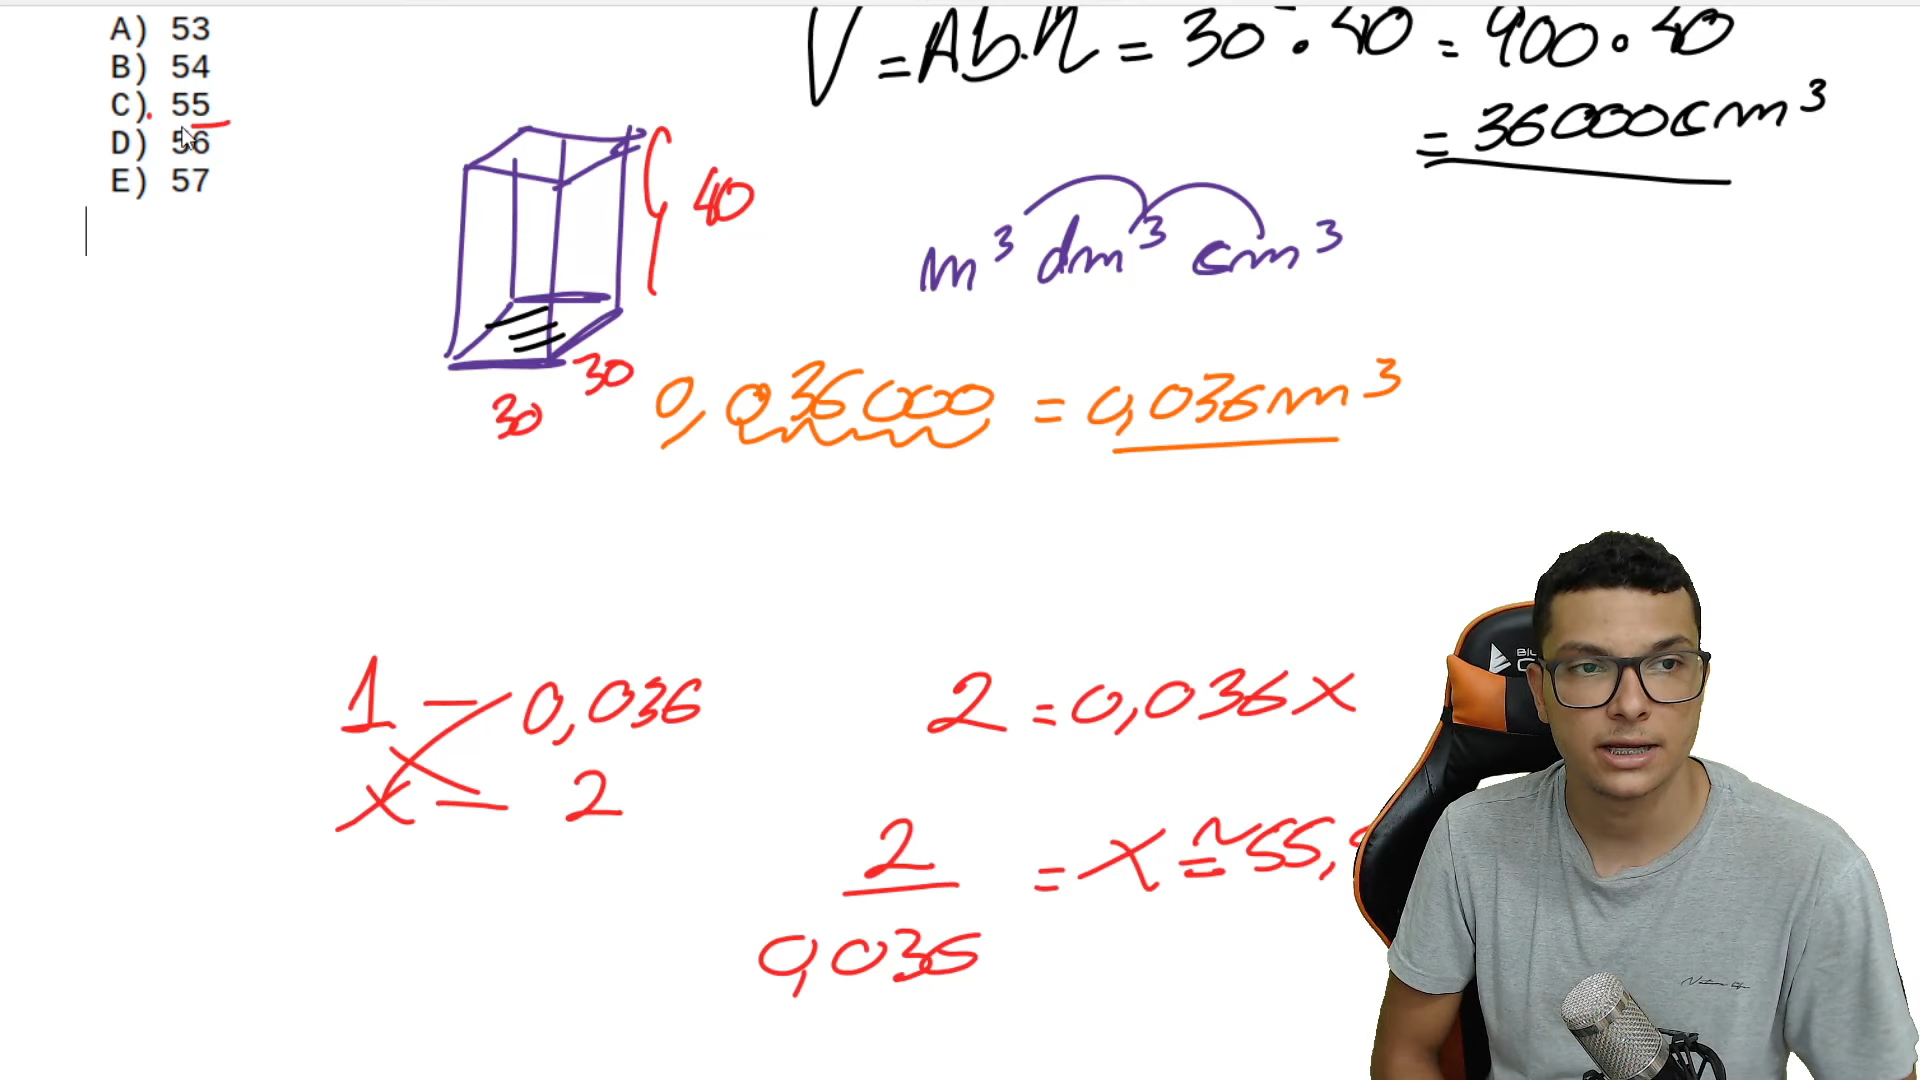 A) 53
B) 54
C) 55
D) 56
E) 57
V = Ab.h = 30² . 40 = 900 . 40
= 36000cm³
40
m³ dm³ cm³
30
30
0,036000 = 0,036m³
1 — 0,036
x — 2
2 = 0,036x
2
0,036
= x ≅ 55,